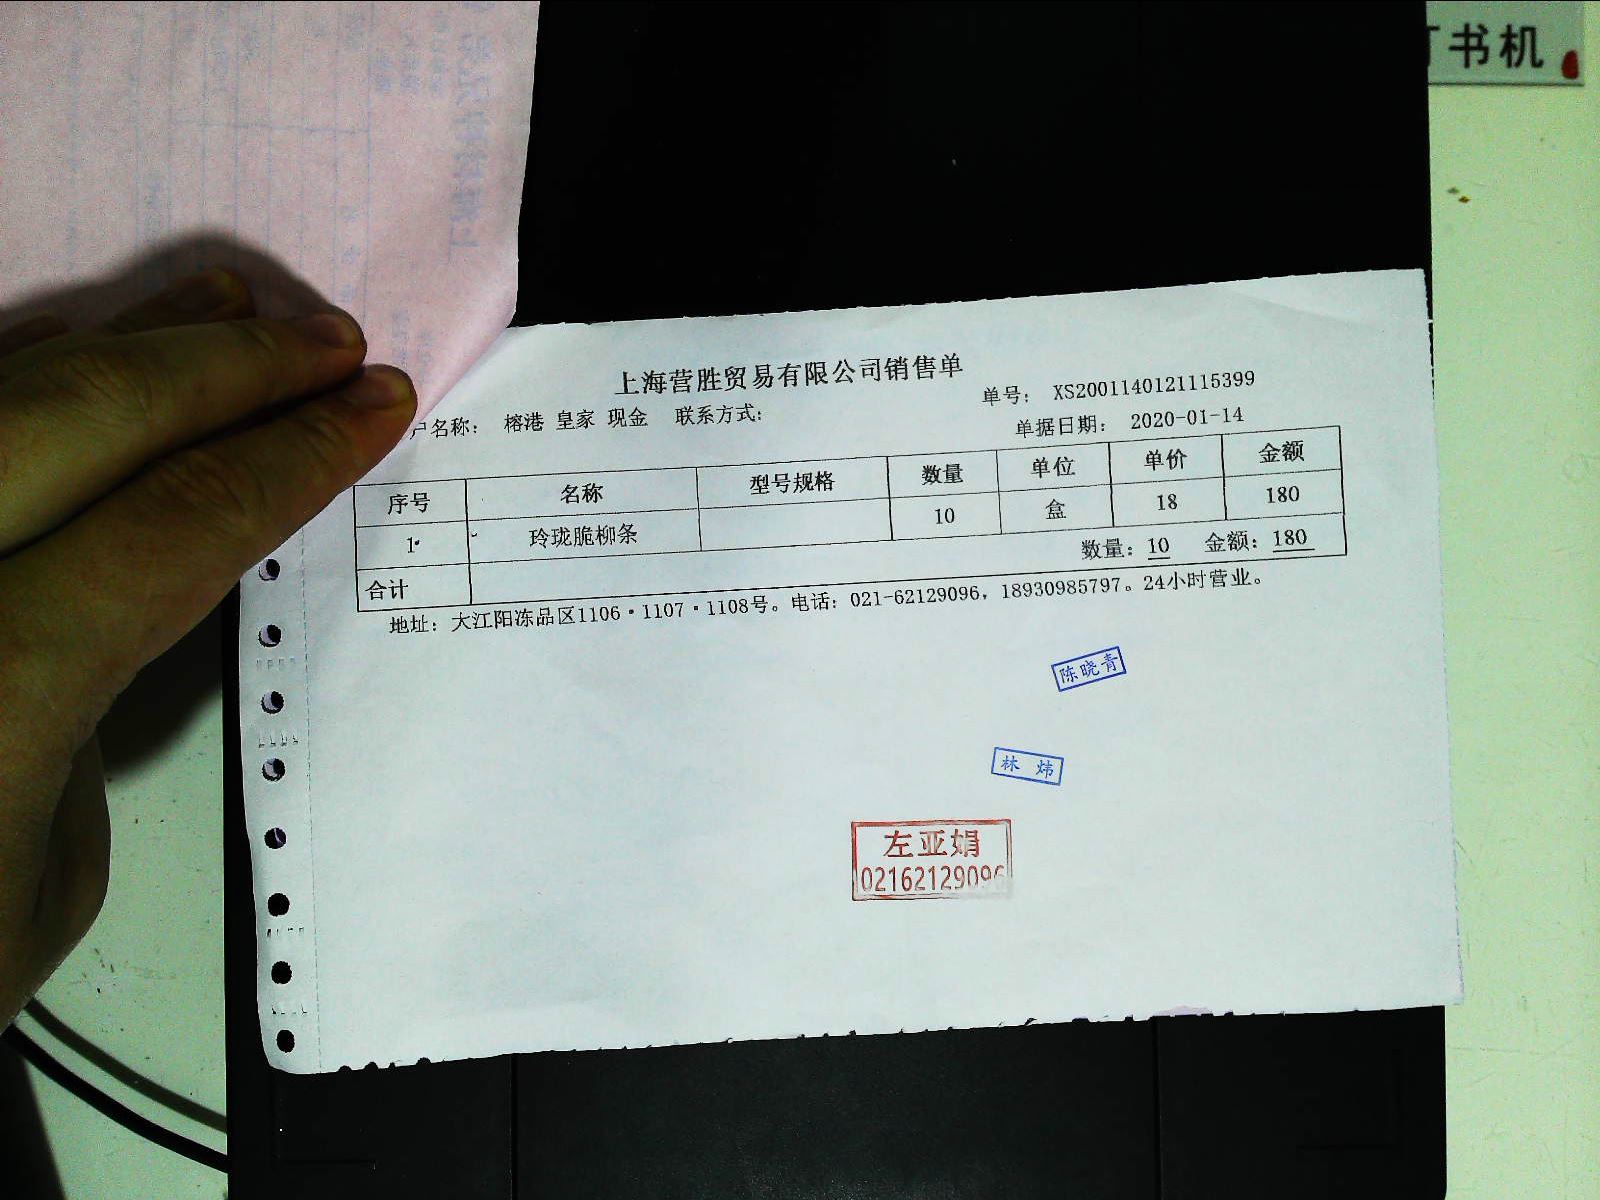 书机
上海营胜贸易有限公司销售单
单号： XS2001140121115399
户名称： 榕港 皇家 现金 联系方式：
单据日期： 2020-01-14
序号 名称 型号规格 数量 单位 单价 金额
1 玲珑脆柳条 10 盒 18 180
合计 数量：10 金额：180
地址：大江阳冻品区1106·1107·1108号。电话：021-62129096，18930985797。24小时营业。
陈晓青
林 炜
左亚娟
02162129096